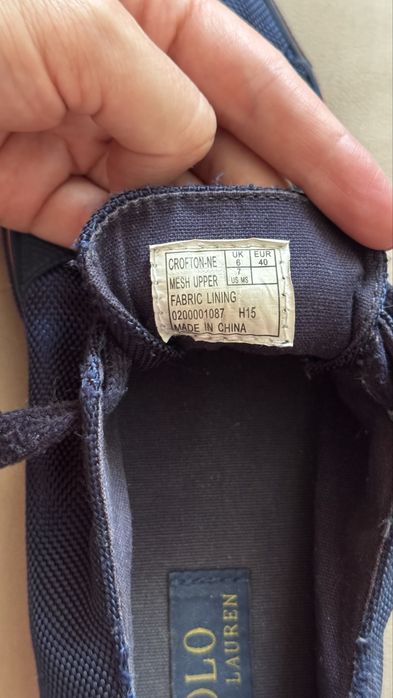 CROFTON-NE
UK EUR
6 40
7
US MS
MESH UPPER
FABRIC LINING
0200001087 H15
MADE IN CHINA
OLO
LAUREN